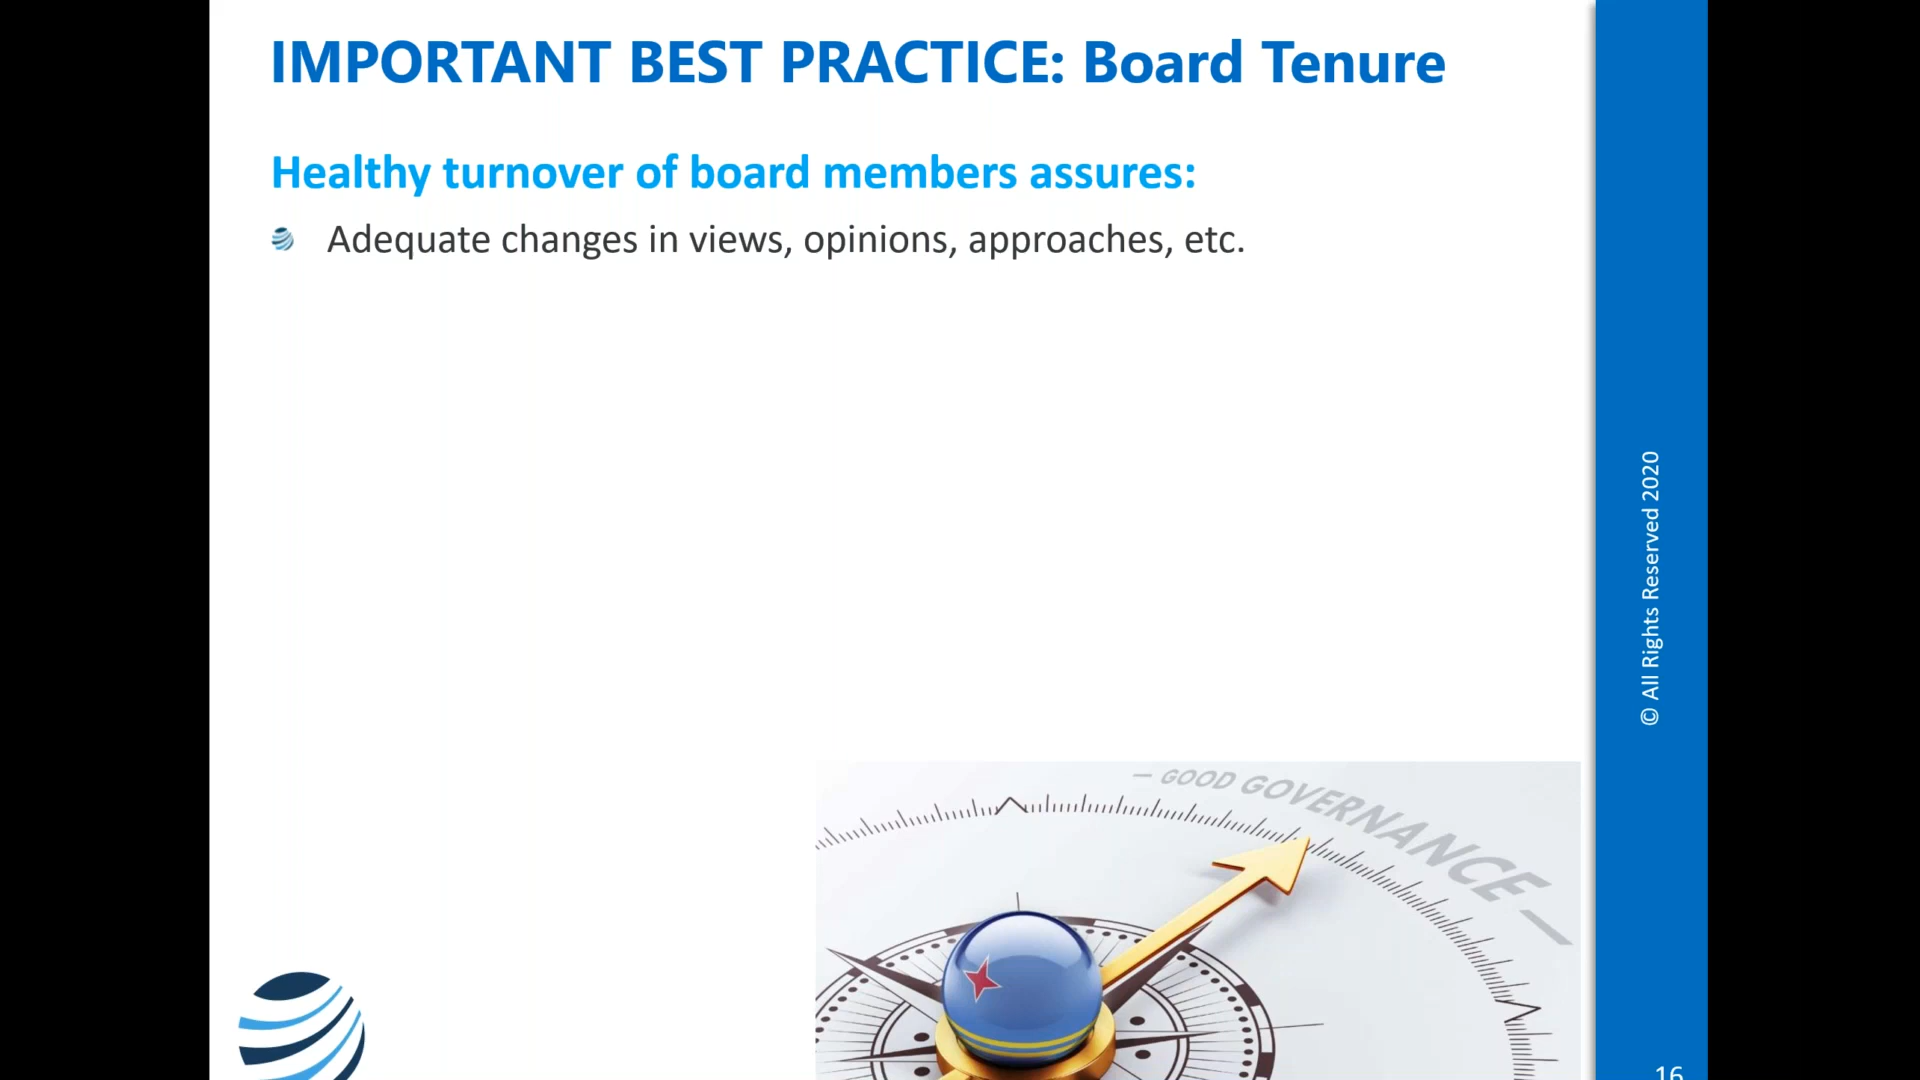 IMPORTANT BEST PRACTICE: Board Tenure
Healthy turnover of board members assures:
Adequate changes in views, opinions, approaches, etc.
© All Rights Reserved 2020
— GOOD GOVERNANCE —
16